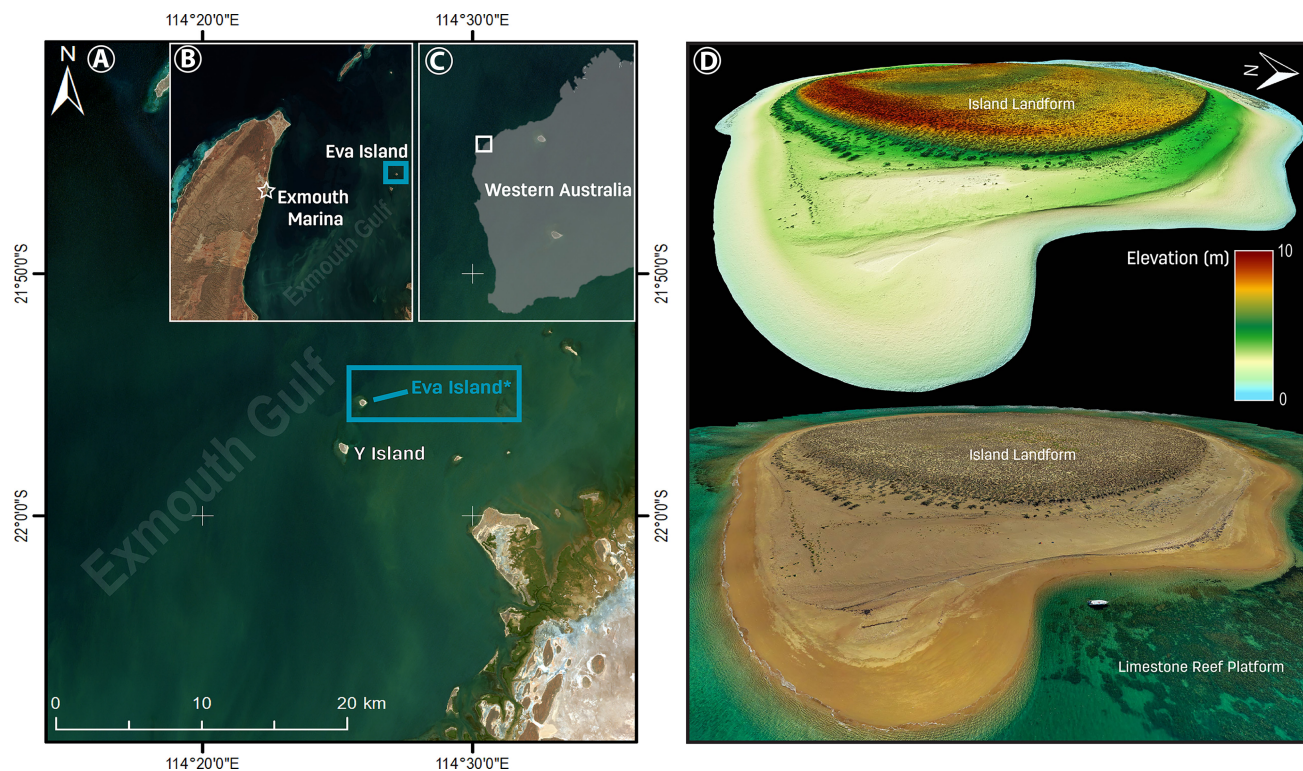 114°20'0"E
114°30'0"E
N
A
B
C
Eva Island
Exmouth
Marina
Exmouth Gulf
Western Australia
21°50'0"S
21°50'0"S
Eva Island*
Y Island
Exmouth Gulf
22°0'0"S
22°0'0"S
0
10
20 km
114°20'0"E
114°30'0"E
D
N
Island Landform
Elevation (m)
10
0
Island Landform
Limestone Reef Platform